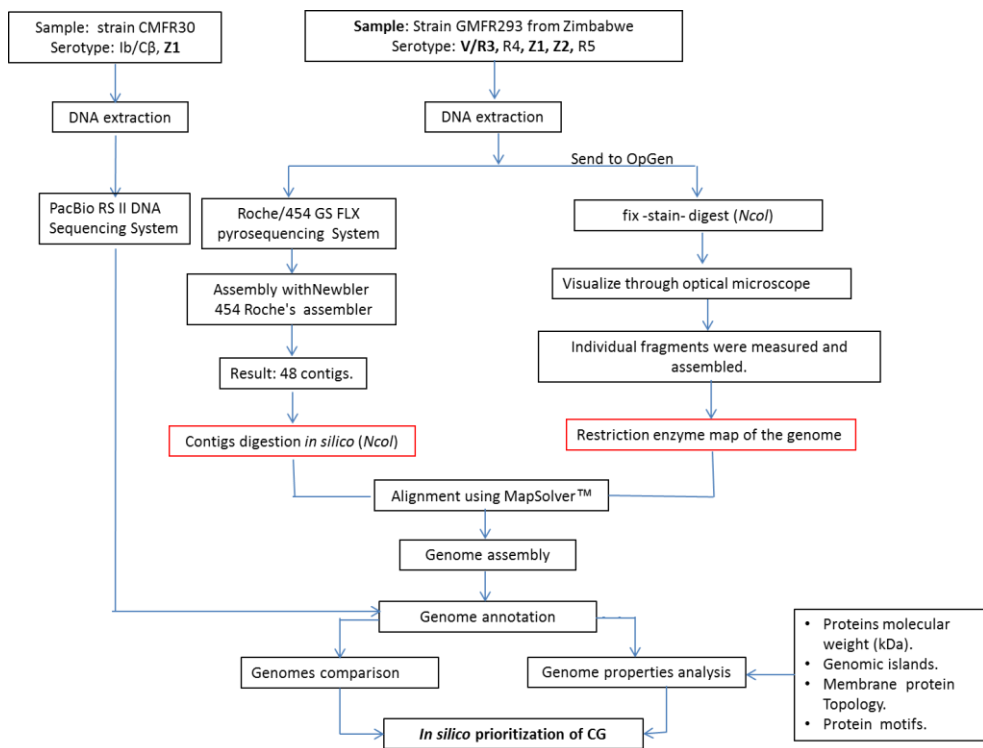 Sample: strain CMFR30
Serotype: Ib/Cβ, Z1
Sample: Strain GMFR293 from Zimbabwe
Serotype: V/R3, R4, Z1, Z2, R5
DNA extraction
DNA extraction
Send to OpGen
PacBio RS II DNA
Sequencing System
Roche/454 GS FLX
pyrosequencing System
fix -stain- digest (NcoI)
Assembly withNewbler
454 Roche's assembler
Visualize through optical microscope
Result: 48 contigs.
Individual fragments were measured and
assembled.
Contigs digestion in silico (NcoI)
Restriction enzyme map of the genome
Alignment using MapSolver™
Genome assembly
Genome annotation
Genomes comparison
Genome properties analysis
• Proteins molecular
weight (kDa).
• Genomic islands.
• Membrane protein
Topology.
• Protein motifs.
In silico prioritization of CG